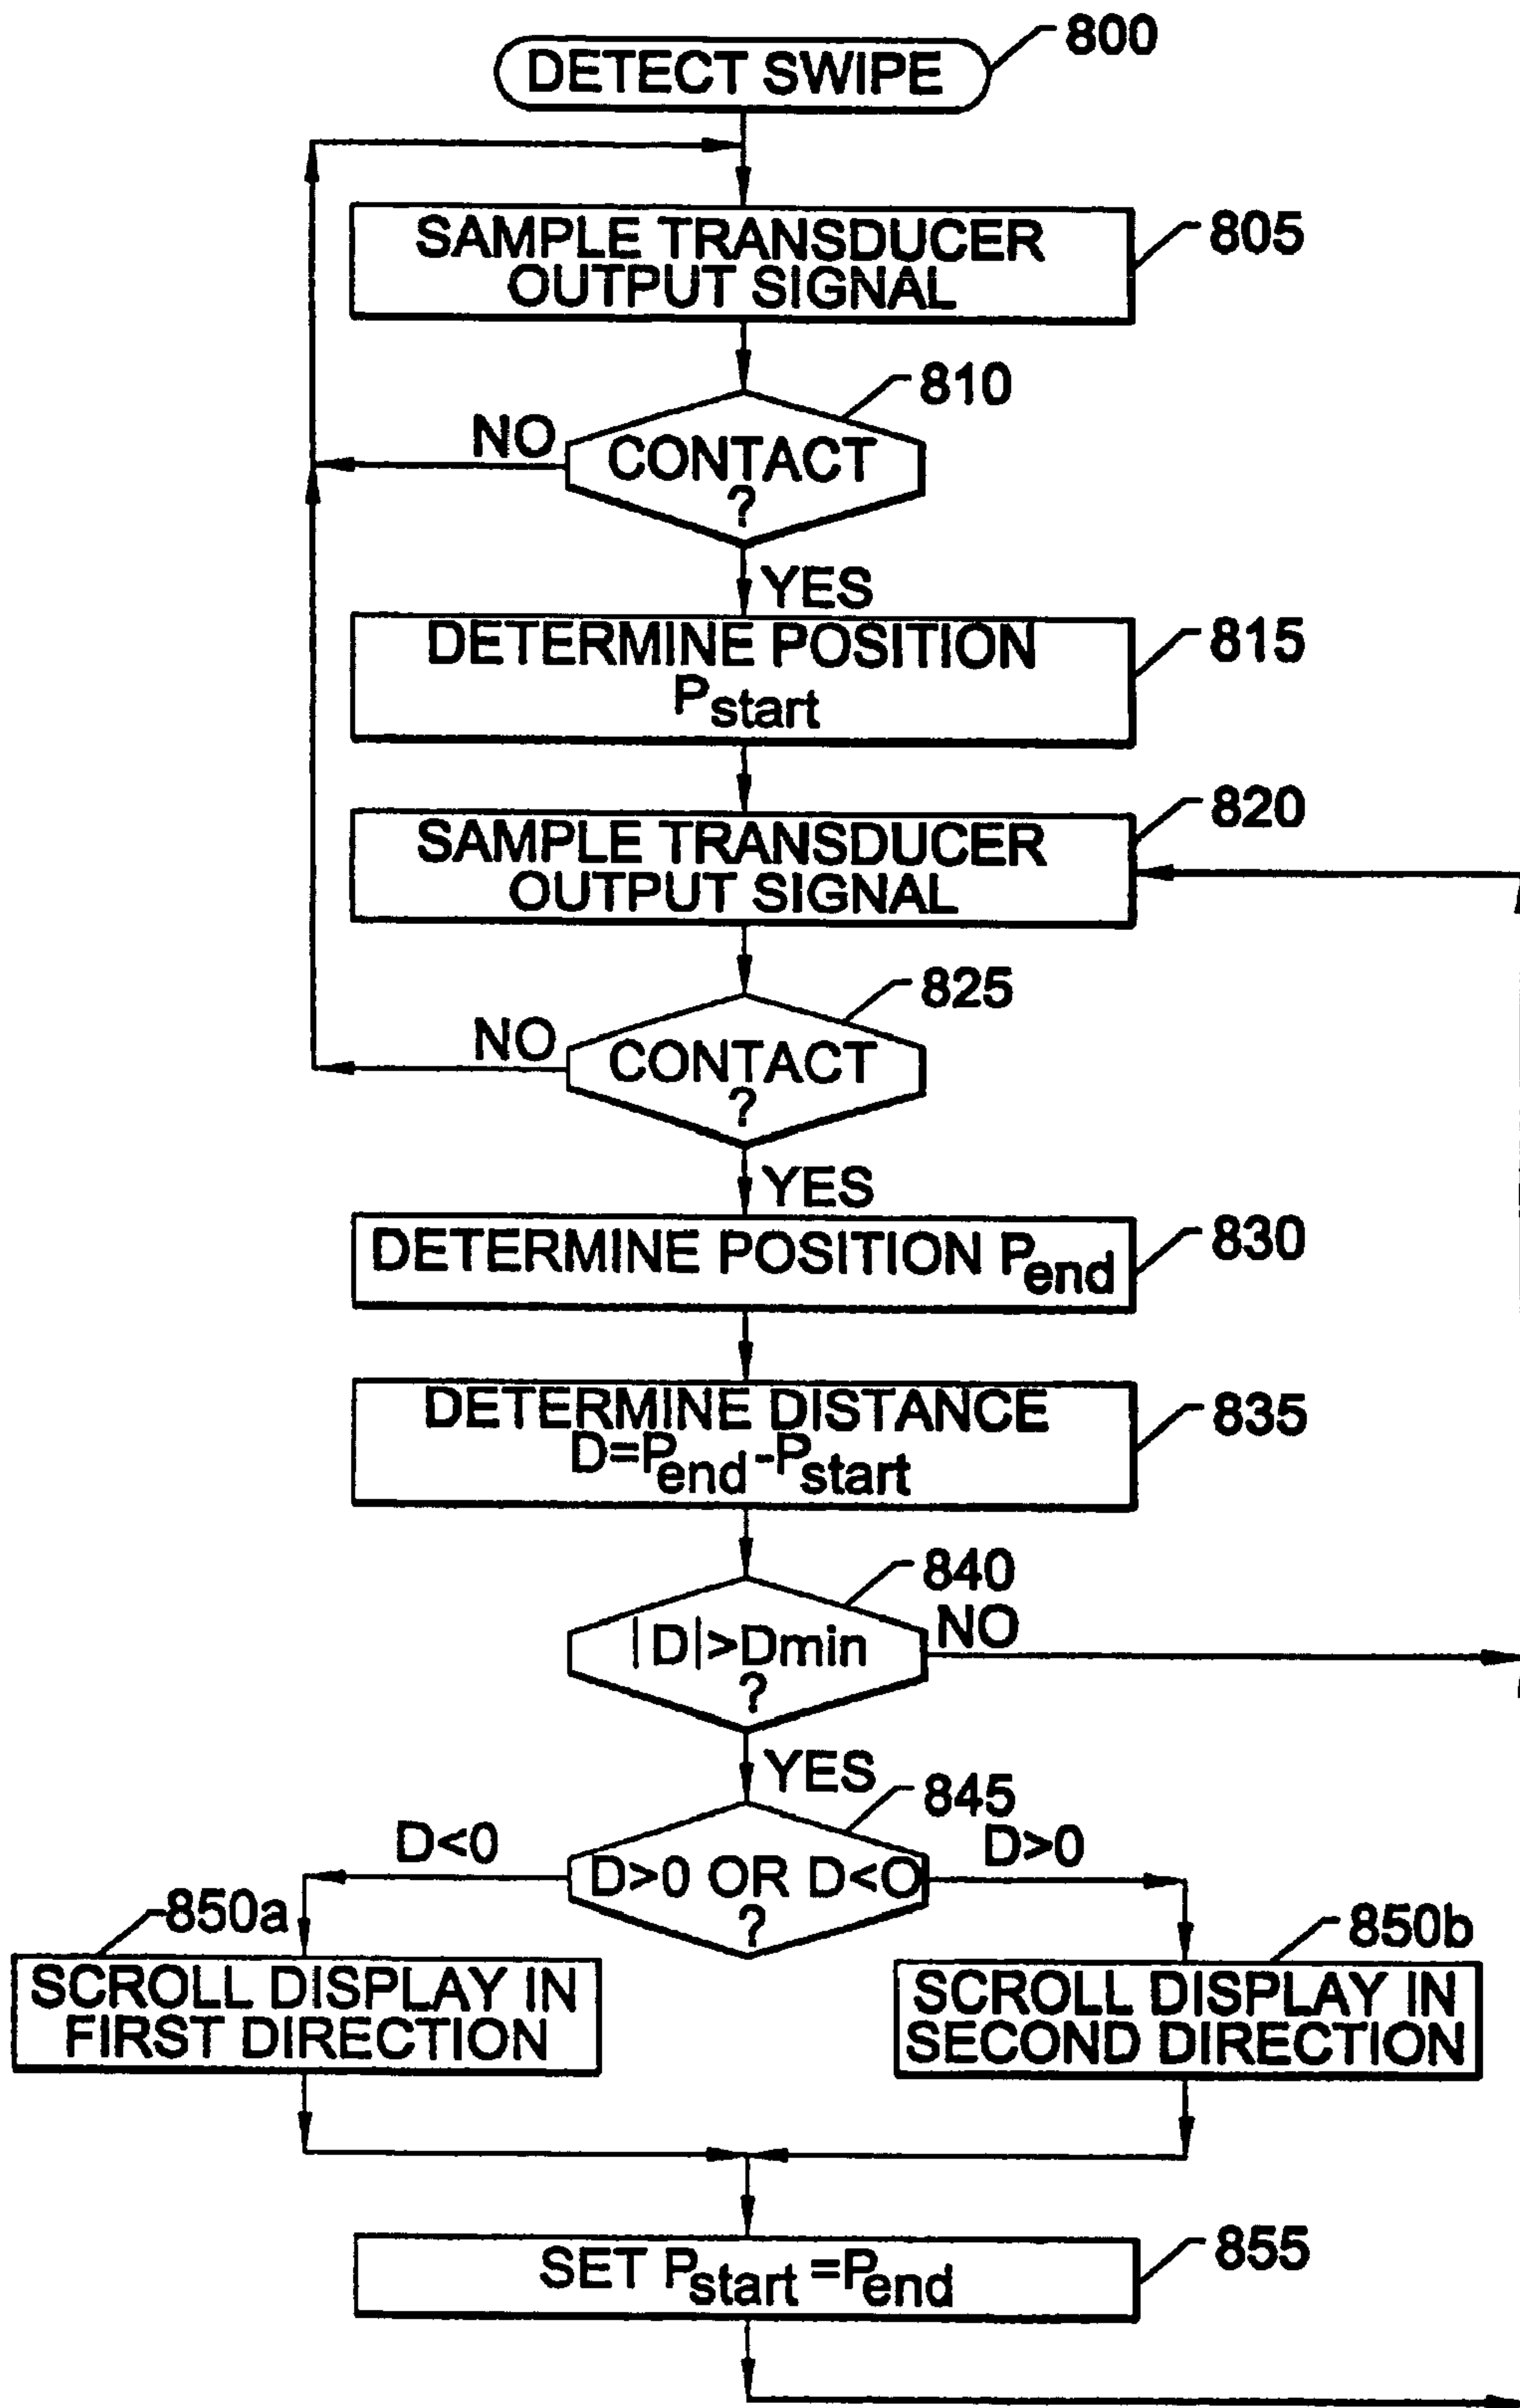 800
DETECT SWIPE
SAMPLE TRANSDUCER
OUTPUT SIGNAL
805
810
NO
CONTACT
?
YES
DETERMINE POSITION
Pstart
815
SAMPLE TRANSDUCER
OUTPUT SIGNAL
820
825
NO
CONTACT
?
YES
DETERMINE POSITION Pend
830
DETERMINE DISTANCE
D=Pend-Pstart
835
840
|D|>Dmin
?
NO
YES
845
D<0
D>0 OR D<O
?
D>0
850a
SCROLL DISPLAY IN
FIRST DIRECTION
850b
SCROLL DISPLAY IN
SECOND DIRECTION
SET Pstart=Pend
855